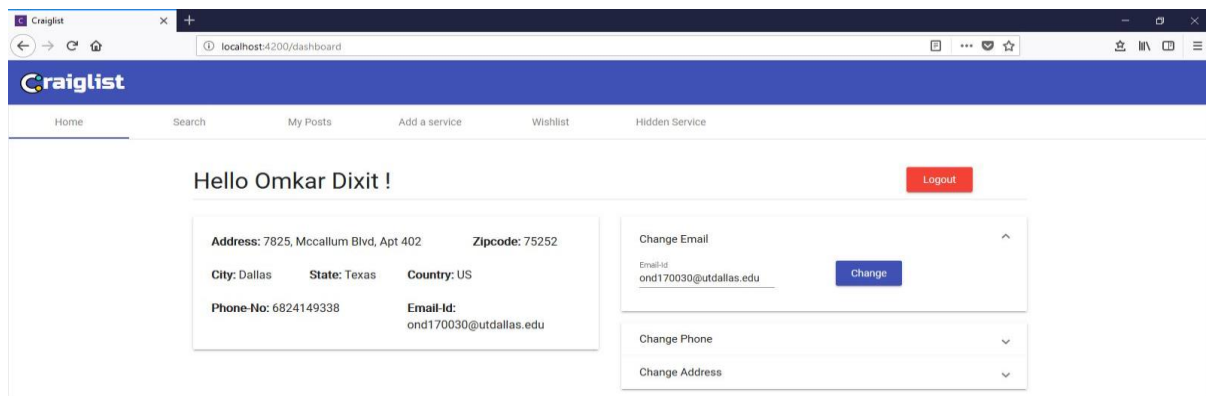 Craiglist
localhost:4200/dashboard
Craiglist
Home Search My Posts Add a service Wishlist Hidden Service
Hello Omkar Dixit !
Logout
Address: 7825, Mccallum Blvd, Apt 402 Zipcode: 75252
City: Dallas State: Texas Country: US
Phone-No: 6824149338 Email-Id:
ond170030@utdallas.edu
Change Email
Email-Id
ond170030@utdallas.edu
Change
Change Phone
Change Address